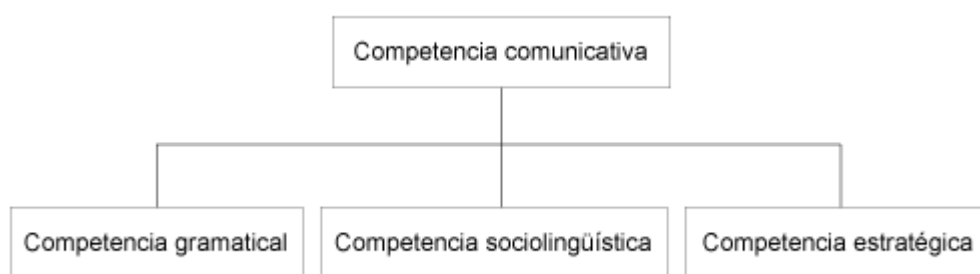 Competencia comunicativa
Competencia gramatical
Competencia sociolingüística
Competencia estratégica